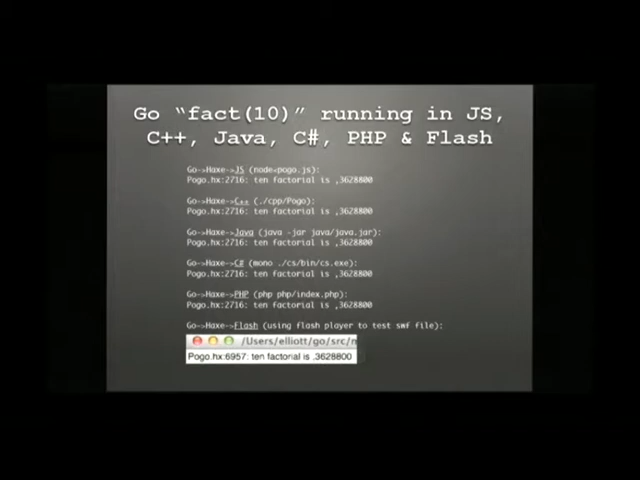 Go “fact(10)” running in JS,
C++, Java, C#, PHP & Flash
Go->Haxe->JS (node<pogo.js):
Pogo.hx:2716: ten factorial is ,3628800
Go->Haxe->C++ (./cpp/Pogo):
Pogo.hx:2716: ten factorial is ,3628800
Go->Haxe->Java (java -jar java/java.jar):
Pogo.hx:2716: ten factorial is ,3628800
Go->Haxe->C# (mono ./cs/bin/cs.exe):
Pogo.hx:2716: ten factorial is ,3628800
Go->Haxe->PHP (php php/index.php):
Pogo.hx:2716: ten factorial is ,3628800
Go->Haxe->Flash (using flash player to test swf file):
/Users/elliott/go/src/n
Pogo.hx:6957: ten factorial is ,3628800